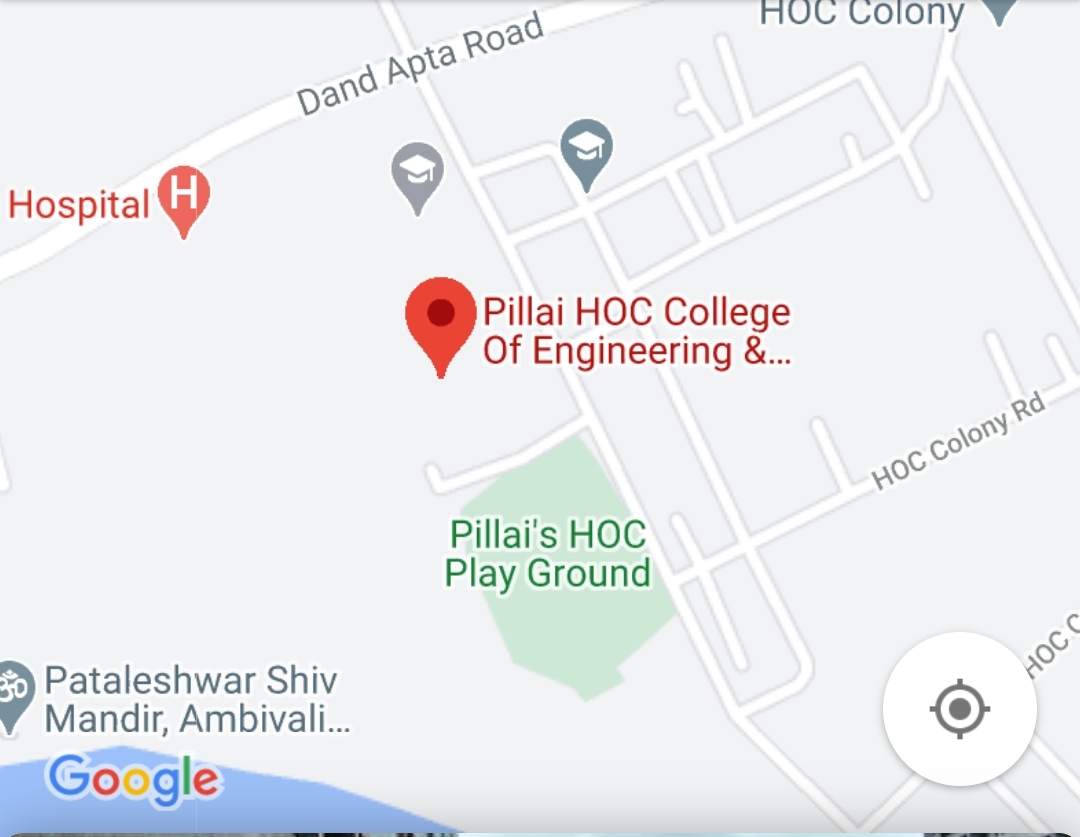 HOC Colony
Dand Apta Road
Hospital
H
Pillai HOC College
Of Engineering &...
HOC Colony Rd
Pillai's HOC
Play Ground
HOC C
Pataleshwar Shiv
Mandir, Ambivali...
ॐ
Google